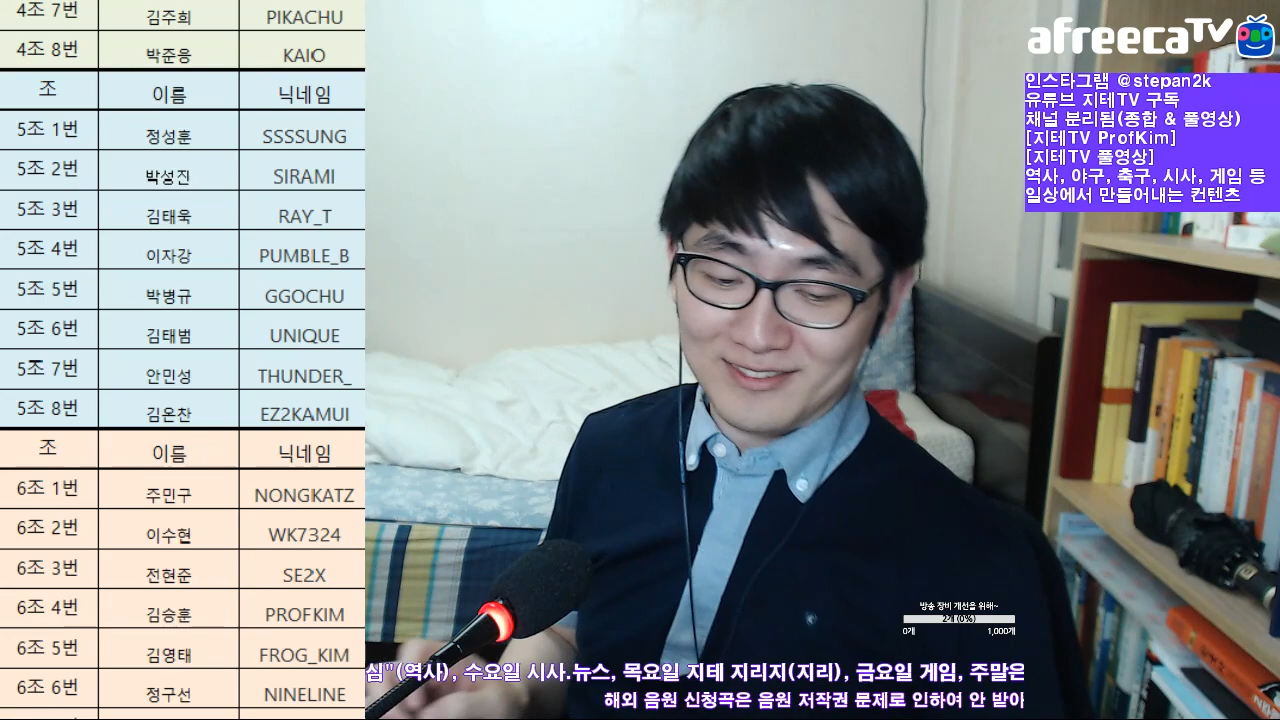 4조 7번 김주희 PIKACHU
4조 8번 박준응 KAIO
조 이름 닉네임
5조 1번 정성훈 SSSSUNG
5조 2번 박성진 SIRAMI
5조 3번 김태욱 RAY_T
5조 4번 이자강 PUMBLE_B
5조 5번 박병규 GGOCHU
5조 6번 김태범 UNIQUE
5조 7번 안민성 THUNDER_
5조 8번 김온찬 EZ2KAMUI
조 이름 닉네임
6조 1번 주민구 NONGKATZ
6조 2번 이수현 WK7324
6조 3번 전현준 SE2X
6조 4번 김승훈 PROFKIM
6조 5번 김영태 FROG_KIM
6조 6번 정구선 NINELINE
afreecaTV
인스타그램 @stepan2k
유튜브 지테TV 구독
채널 분리됨(종합 & 풀영상)
[지테TV ProfKim]
[지테TV 풀영상]
역사, 야구, 축구, 시사, 게임 등
일상에서 만들어내는 컨텐츠
방송 장비 개선을 위해~
2개 (0%)
0개 1,000개
심"(역사), 수요일 시사.뉴스, 목요일 지테 지리지(지리), 금요일 게임, 주말은
해외 음원 신청곡은 음원 저작권 문제로 인하여 안 받아